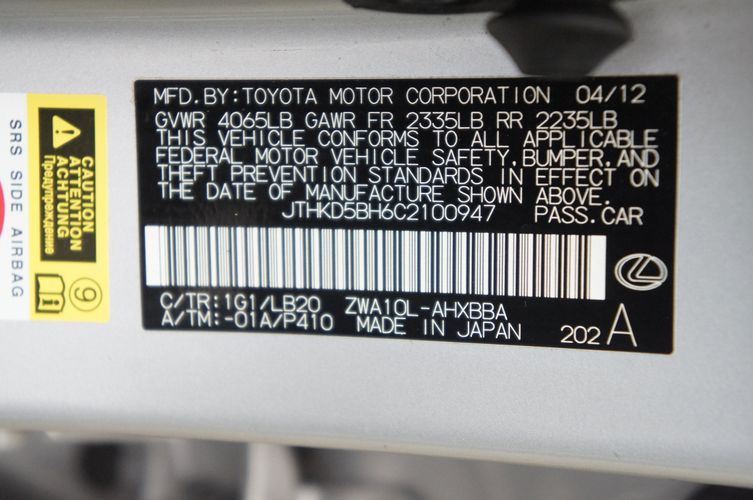 MFD.BY:TOYOTA MOTOR CORPORATION 04/12
GVWR 4065LB GAWR FR 2335LB RR 2235LB
THIS VEHICLE CONFORMS TO ALL APPLICABLE
FEDERAL MOTOR VEHICLE SAFETY,BUMPER,AND
THEFT PREVENTION STANDARDS IN EFFECT ON
THE DATE OF MANUFACTURE SHOWN ABOVE.
JTHKD5BH6C2100947 PASS.CAR
C/TR:1G1/LB20 ZWA10L-AHXBBA
A/TM:-01A/P410 MADE IN JAPAN 202 A
SRS SIDE AIRBAG
CAUTION
ATTENTION
ACHTUNG
Предупреждение
9